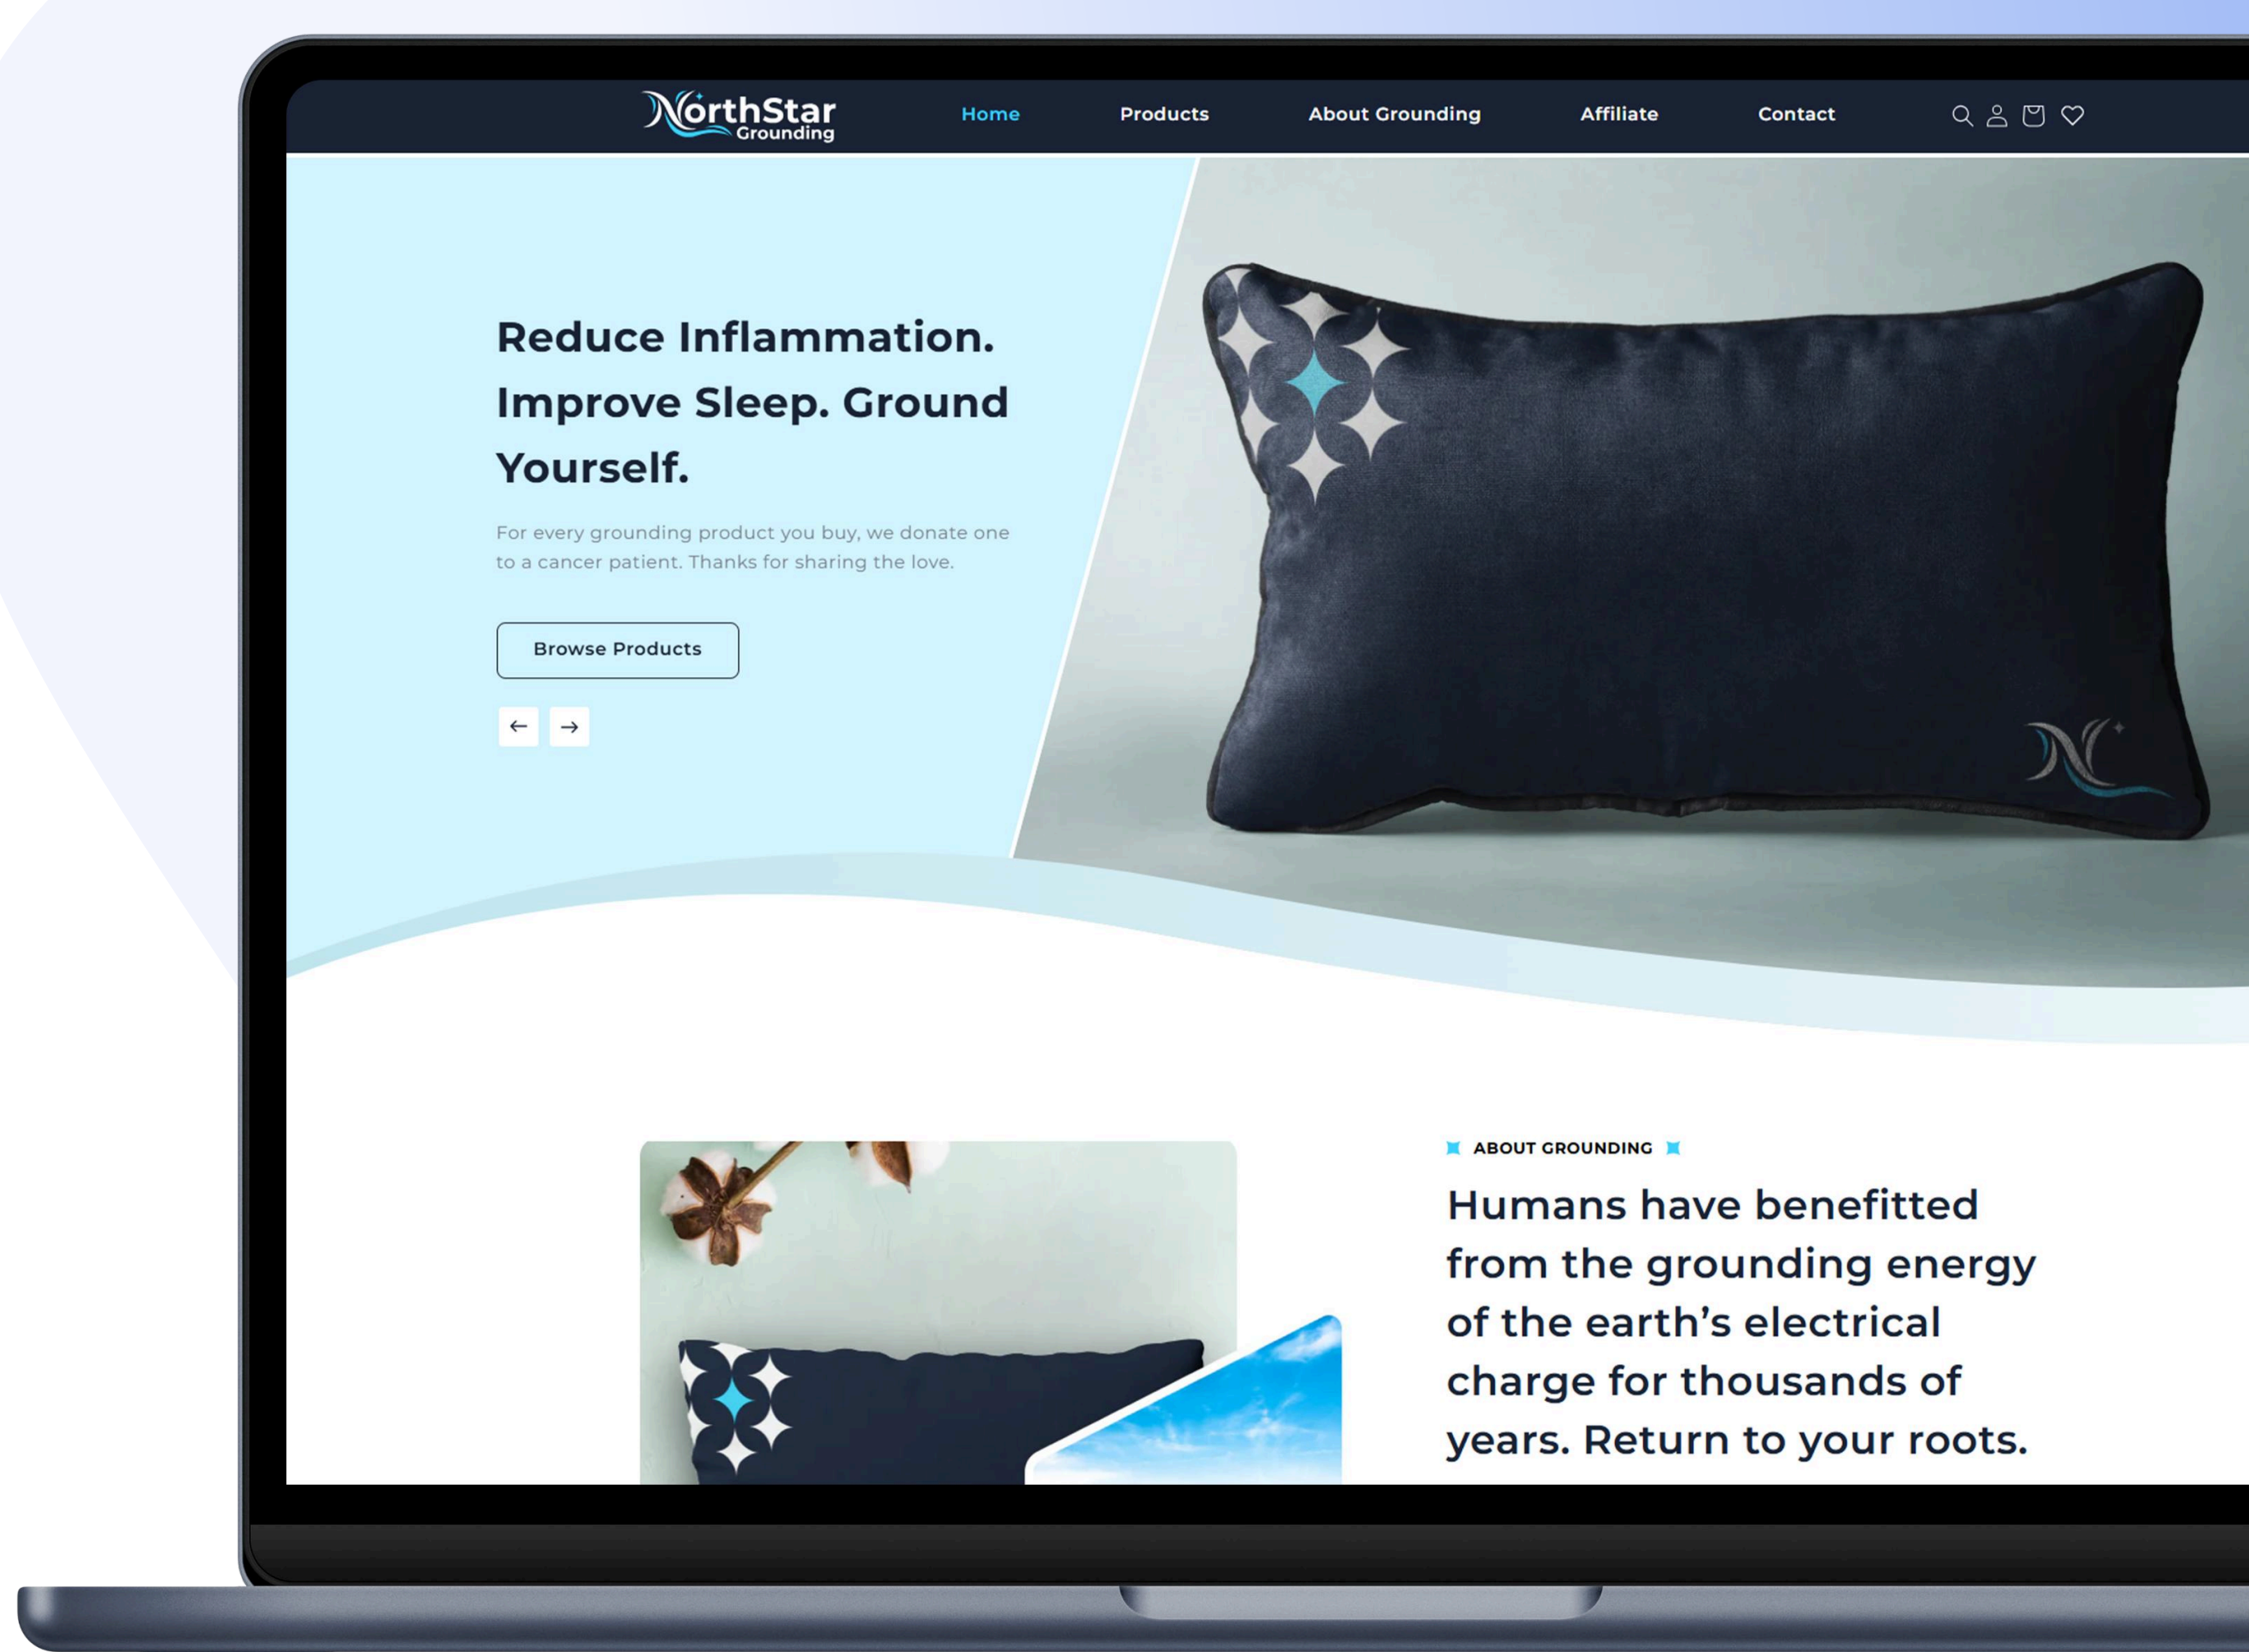 NorthStar
Grounding
Home
Products
About Grounding
Affiliate
Contact
Reduce Inflammation.
Improve Sleep. Ground
Yourself.
For every grounding product you buy, we donate one
to a cancer patient. Thanks for sharing the love.
Browse Products
N
ABOUT GROUNDING
Humans have benefitted
from the grounding energy
of the earth’s electrical
charge for thousands of
years. Return to your roots.